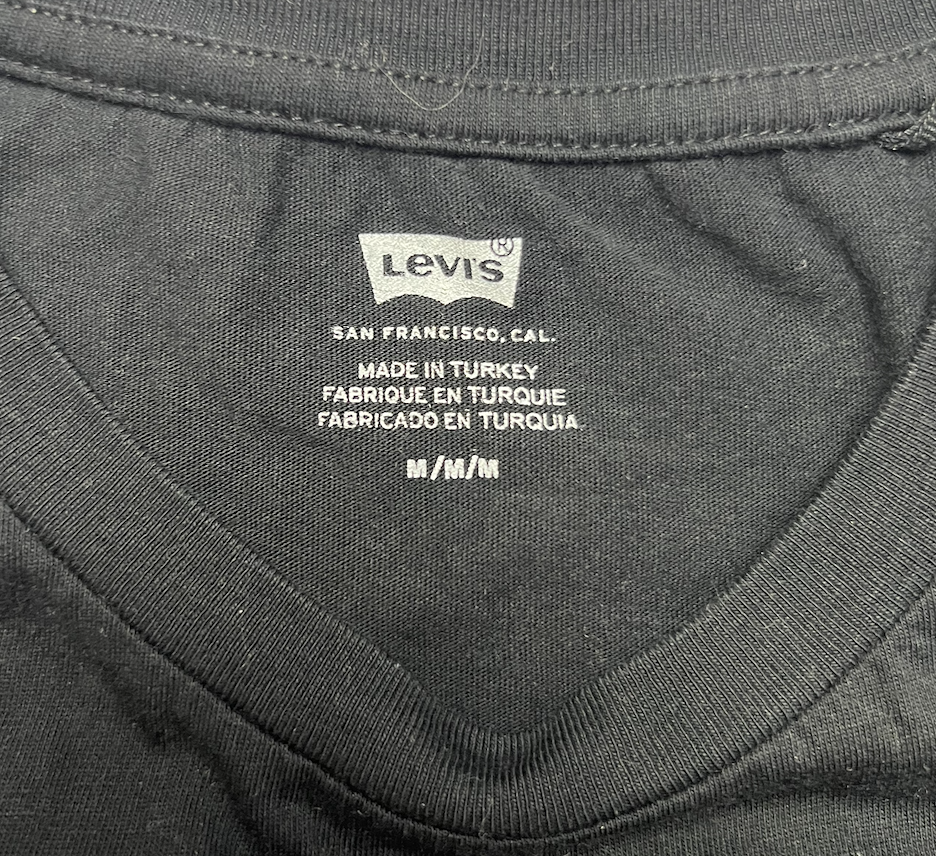 Levi's ®
SAN FRANCISCO, CAL.
MADE IN TURKEY
FABRIQUE EN TURQUIE
FABRICADO EN TURQUIA
M/M/M